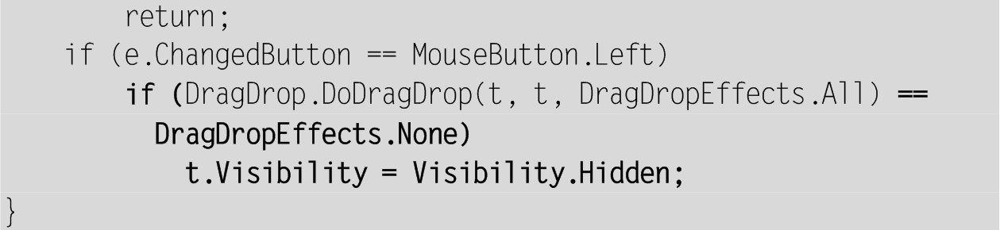 return;
if (e.ChangedButton == MouseButton.Left)
if (DragDrop.DoDragDrop(t, t, DragDropEffects.All) ==
DragDropEffects.None)
t.Visibility = Visibility.Hidden;
}